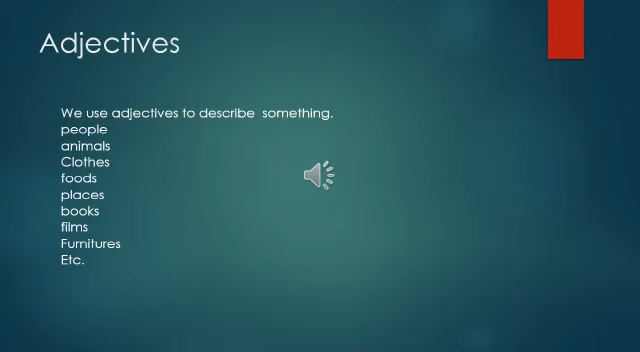 Adjectives
We use adjectives to describe  something.
people
animals
Clothes
foods
places
books
films
Furnitures
Etc.